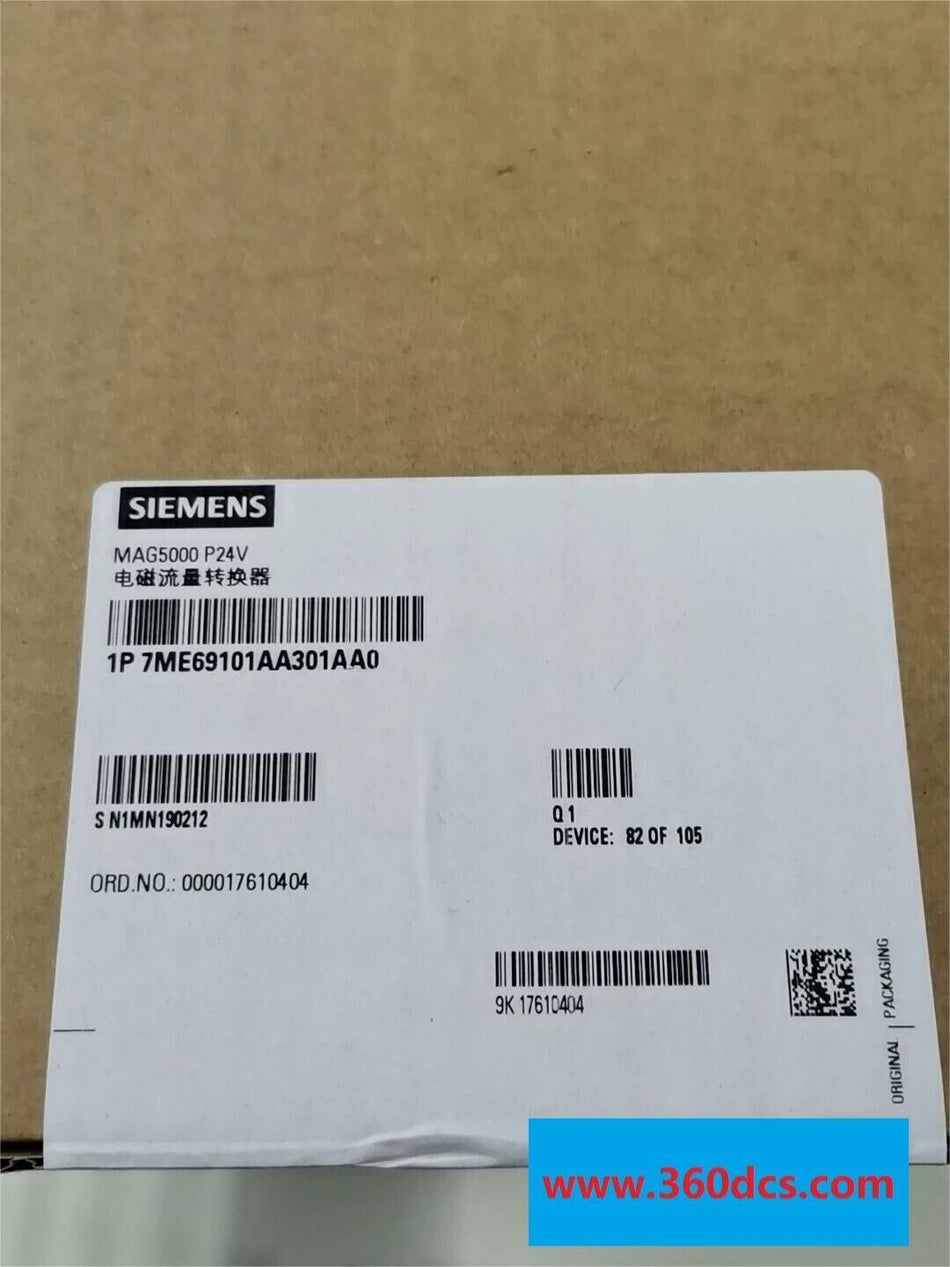 SIEMENS
MAG5000 P24V
电磁流量转换器
1P 7ME69101AA301AA0
S N1MN190212
Q 1
DEVICE: 82 OF 105
ORD.NO.: 000017610404
9K 17610404
ORIGINAL | PACKAGING
www.360dcs.com